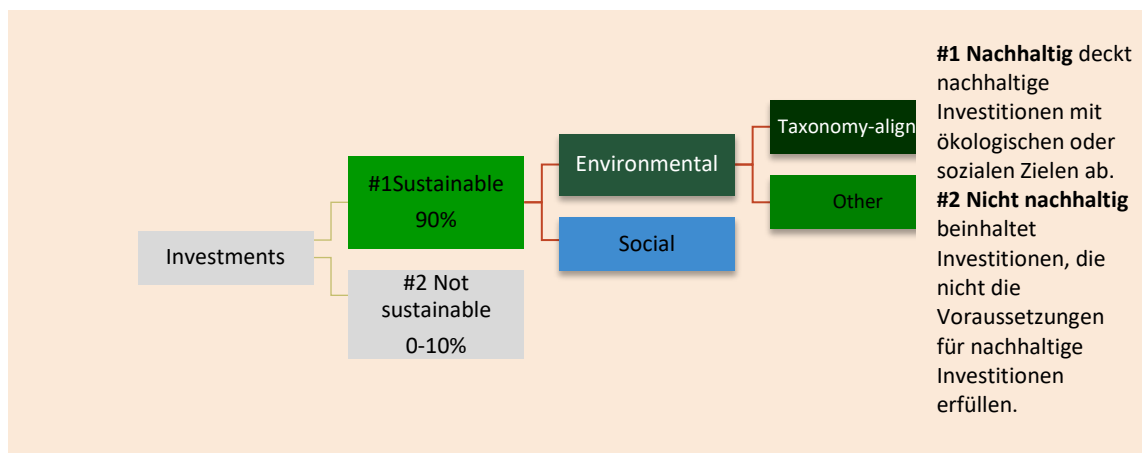 Investments
#1Sustainable
90%
#2 Not
sustainable
0-10%
Environmental
Social
Taxonomy-align
Other
#1 Nachhaltig deckt
nachhaltige
Investitionen mit
ökologischen oder
sozialen Zielen ab.
#2 Nicht nachhaltig
beinhaltet
Investitionen, die
nicht die
Voraussetzungen
für nachhaltige
Investitionen
erfüllen.